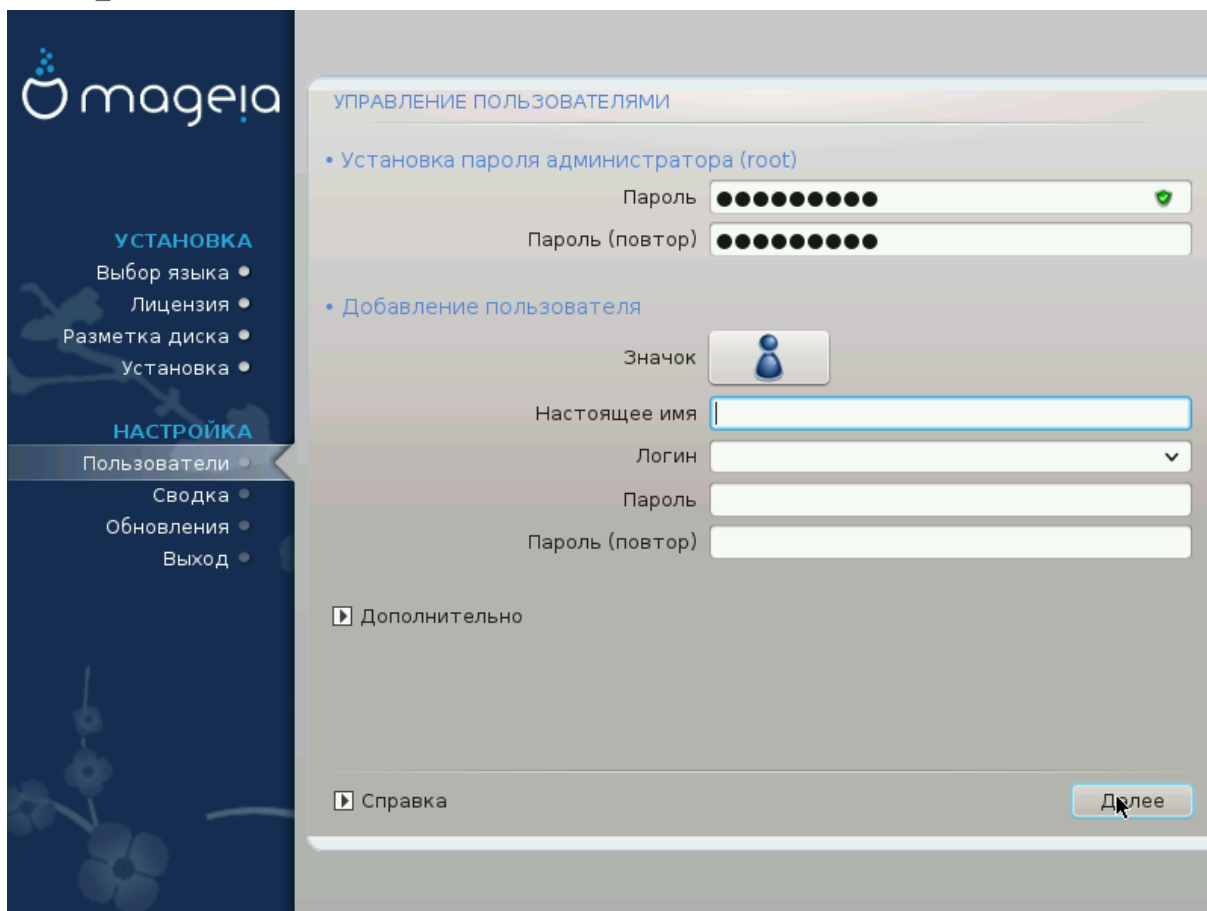 mageia
УСТАНОВКА
Выбор языка
Лицензия
Разметка диска
Установка
НАСТРОЙКА
Пользователи
Сводка
Обновления
Выход
УПРАВЛЕНИЕ ПОЛЬЗОВАТЕЛЯМИ
• Установка пароля администратора (root)
Пароль ●●●●●●●●●
Пароль (повтор) ●●●●●●●●●
• Добавление пользователя
Значок
Настоящее имя
Логин
Пароль
Пароль (повтор)
Дополнительно
Справка
Далее